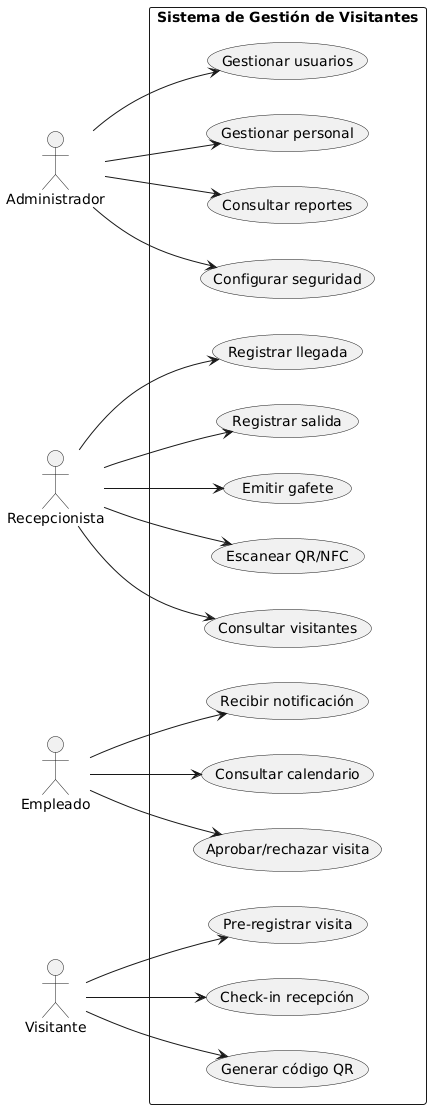 Sistema de Gestión de Visitantes
Gestionar usuarios
Gestionar personal
Administrador
Consultar reportes
Configurar seguridad
Registrar llegada
Registrar salida
Emitir gafete
Recepcionista
Escanear QR/NFC
Consultar visitantes
Recibir notificación
Consultar calendario
Empleado
Aprobar/rechazar visita
Pre-registrar visita
Check-in recepción
Visitante
Generar código QR